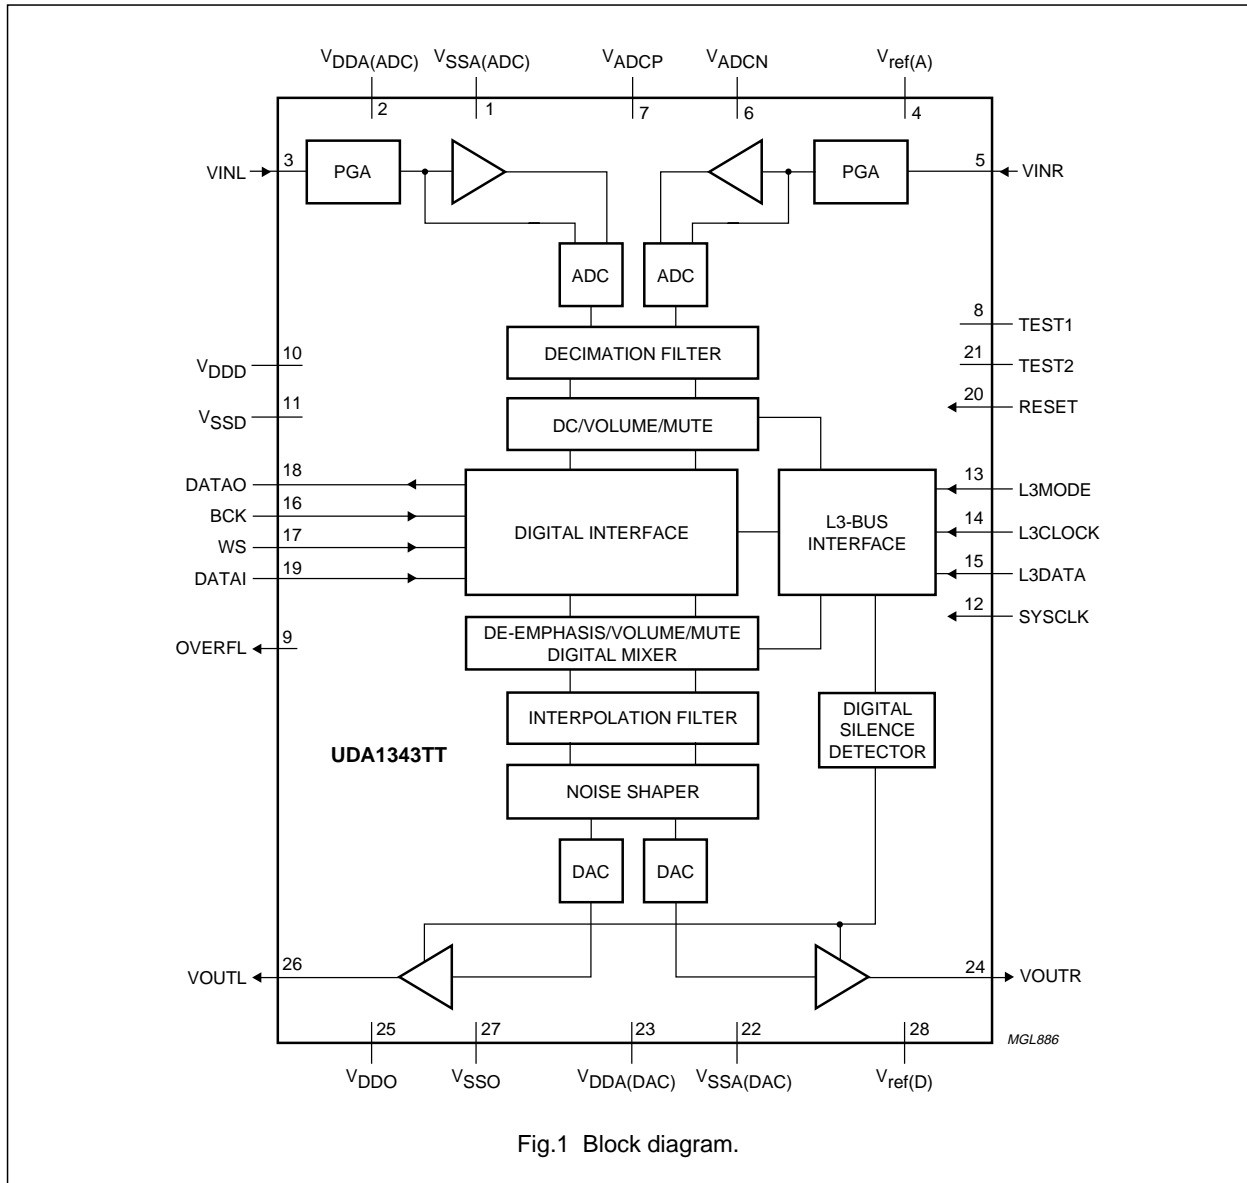 VDDA(ADC) VSSA(ADC) VADCP VADCN Vref(A)
2 1 7 6 4
VINL 3 PGA PGA 5 VINR
ADC ADC
8 TEST1
DECIMATION FILTER
10 VDDD
21 TEST2
20 RESET
11 VSSD
DC/VOLUME/MUTE
DATAO 18
BCK 16
WS 17
DATAI 19
DIGITAL INTERFACE
L3-BUS
INTERFACE
13 L3MODE
14 L3CLOCK
15 L3DATA
12 SYSCLK
OVERFL 9
DE-EMPHASIS/VOLUME/MUTE
DIGITAL MIXER
INTERPOLATION FILTER
DIGITAL
SILENCE
DETECTOR
UDA1343TT
NOISE SHAPER
DAC DAC
VOUTL 26
24 VOUTR
25 27 23 22 28
MGL886
VDDO VSSO VDDA(DAC) VSSA(DAC) Vref(D)
Fig.1 Block diagram.